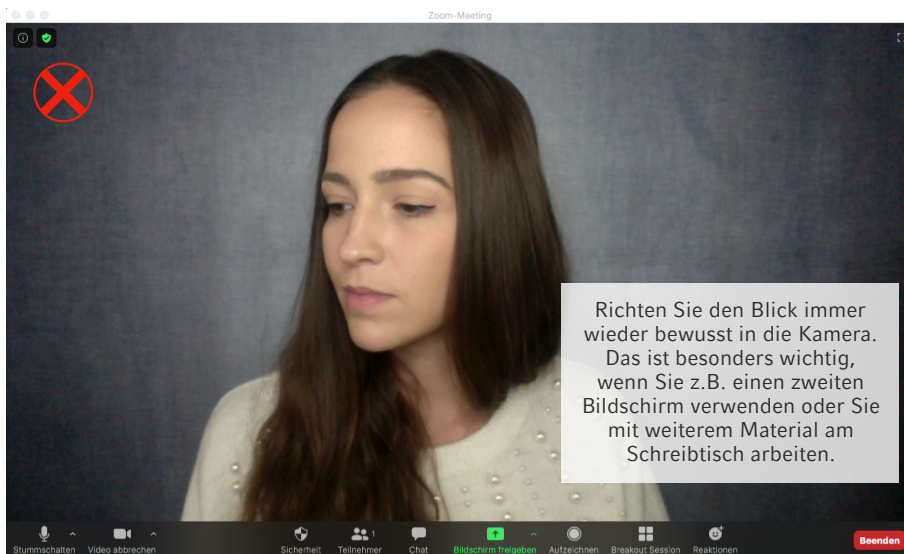 Zoom-Meeting
Richten Sie den Blick immer
wieder bewusst in die Kamera.
Das ist besonders wichtig,
wenn Sie z.B. einen zweiten
Bildschirm verwenden oder Sie
mit weiterem Material am
Schreibtisch arbeiten.
1
Stummschalten Video abbrechen Sicherheit Teilnehmer Chat Bildschirm freigeben Aufzeichnen Breakout Session Reaktionen Beenden